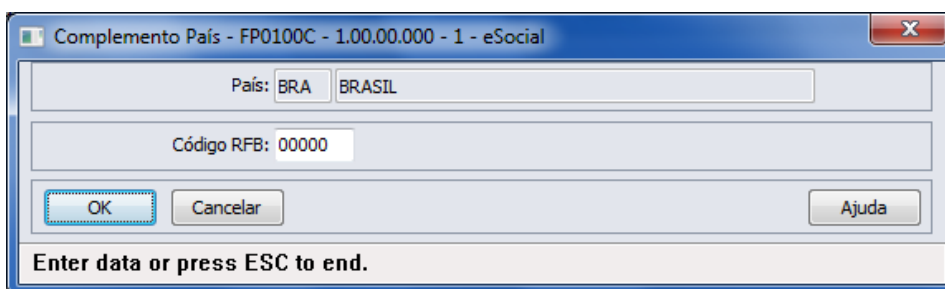 Complemento País - FP0100C - 1.00.00.000 - 1 - eSocial
País: BRA BRASIL
Código RFB: 00000
OK Cancelar Ajuda
Enter data or press ESC to end.